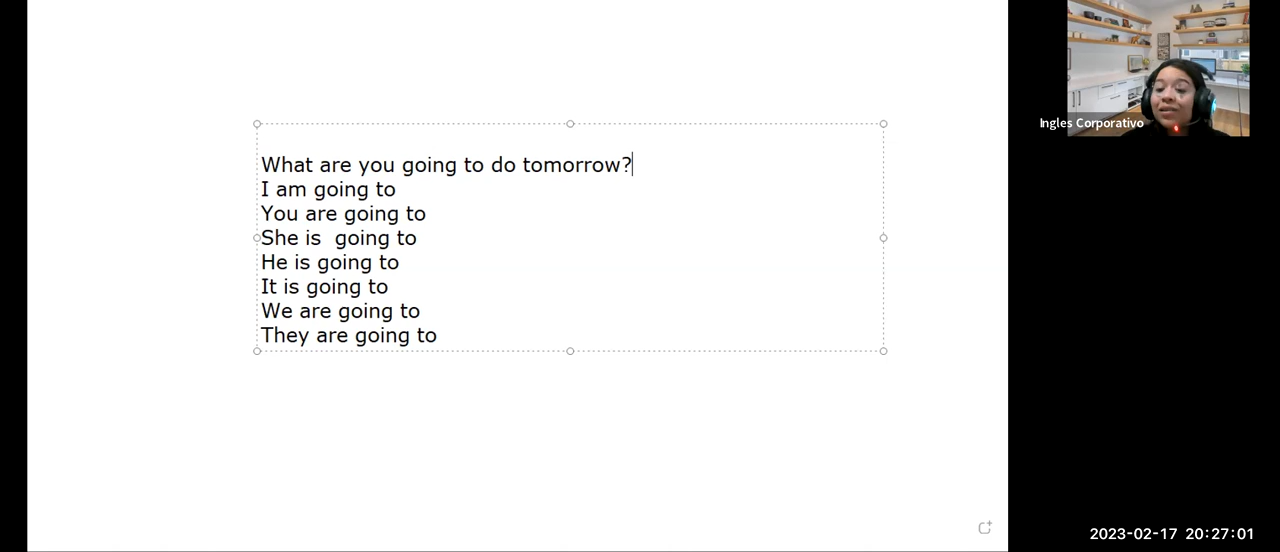 What are you going to do tomorrow?
I am going to
You are going to
She is  going to
He is going to
It is going to
We are going to
They are going to
Ingles Corporativo
2023-02-17 20:27:01